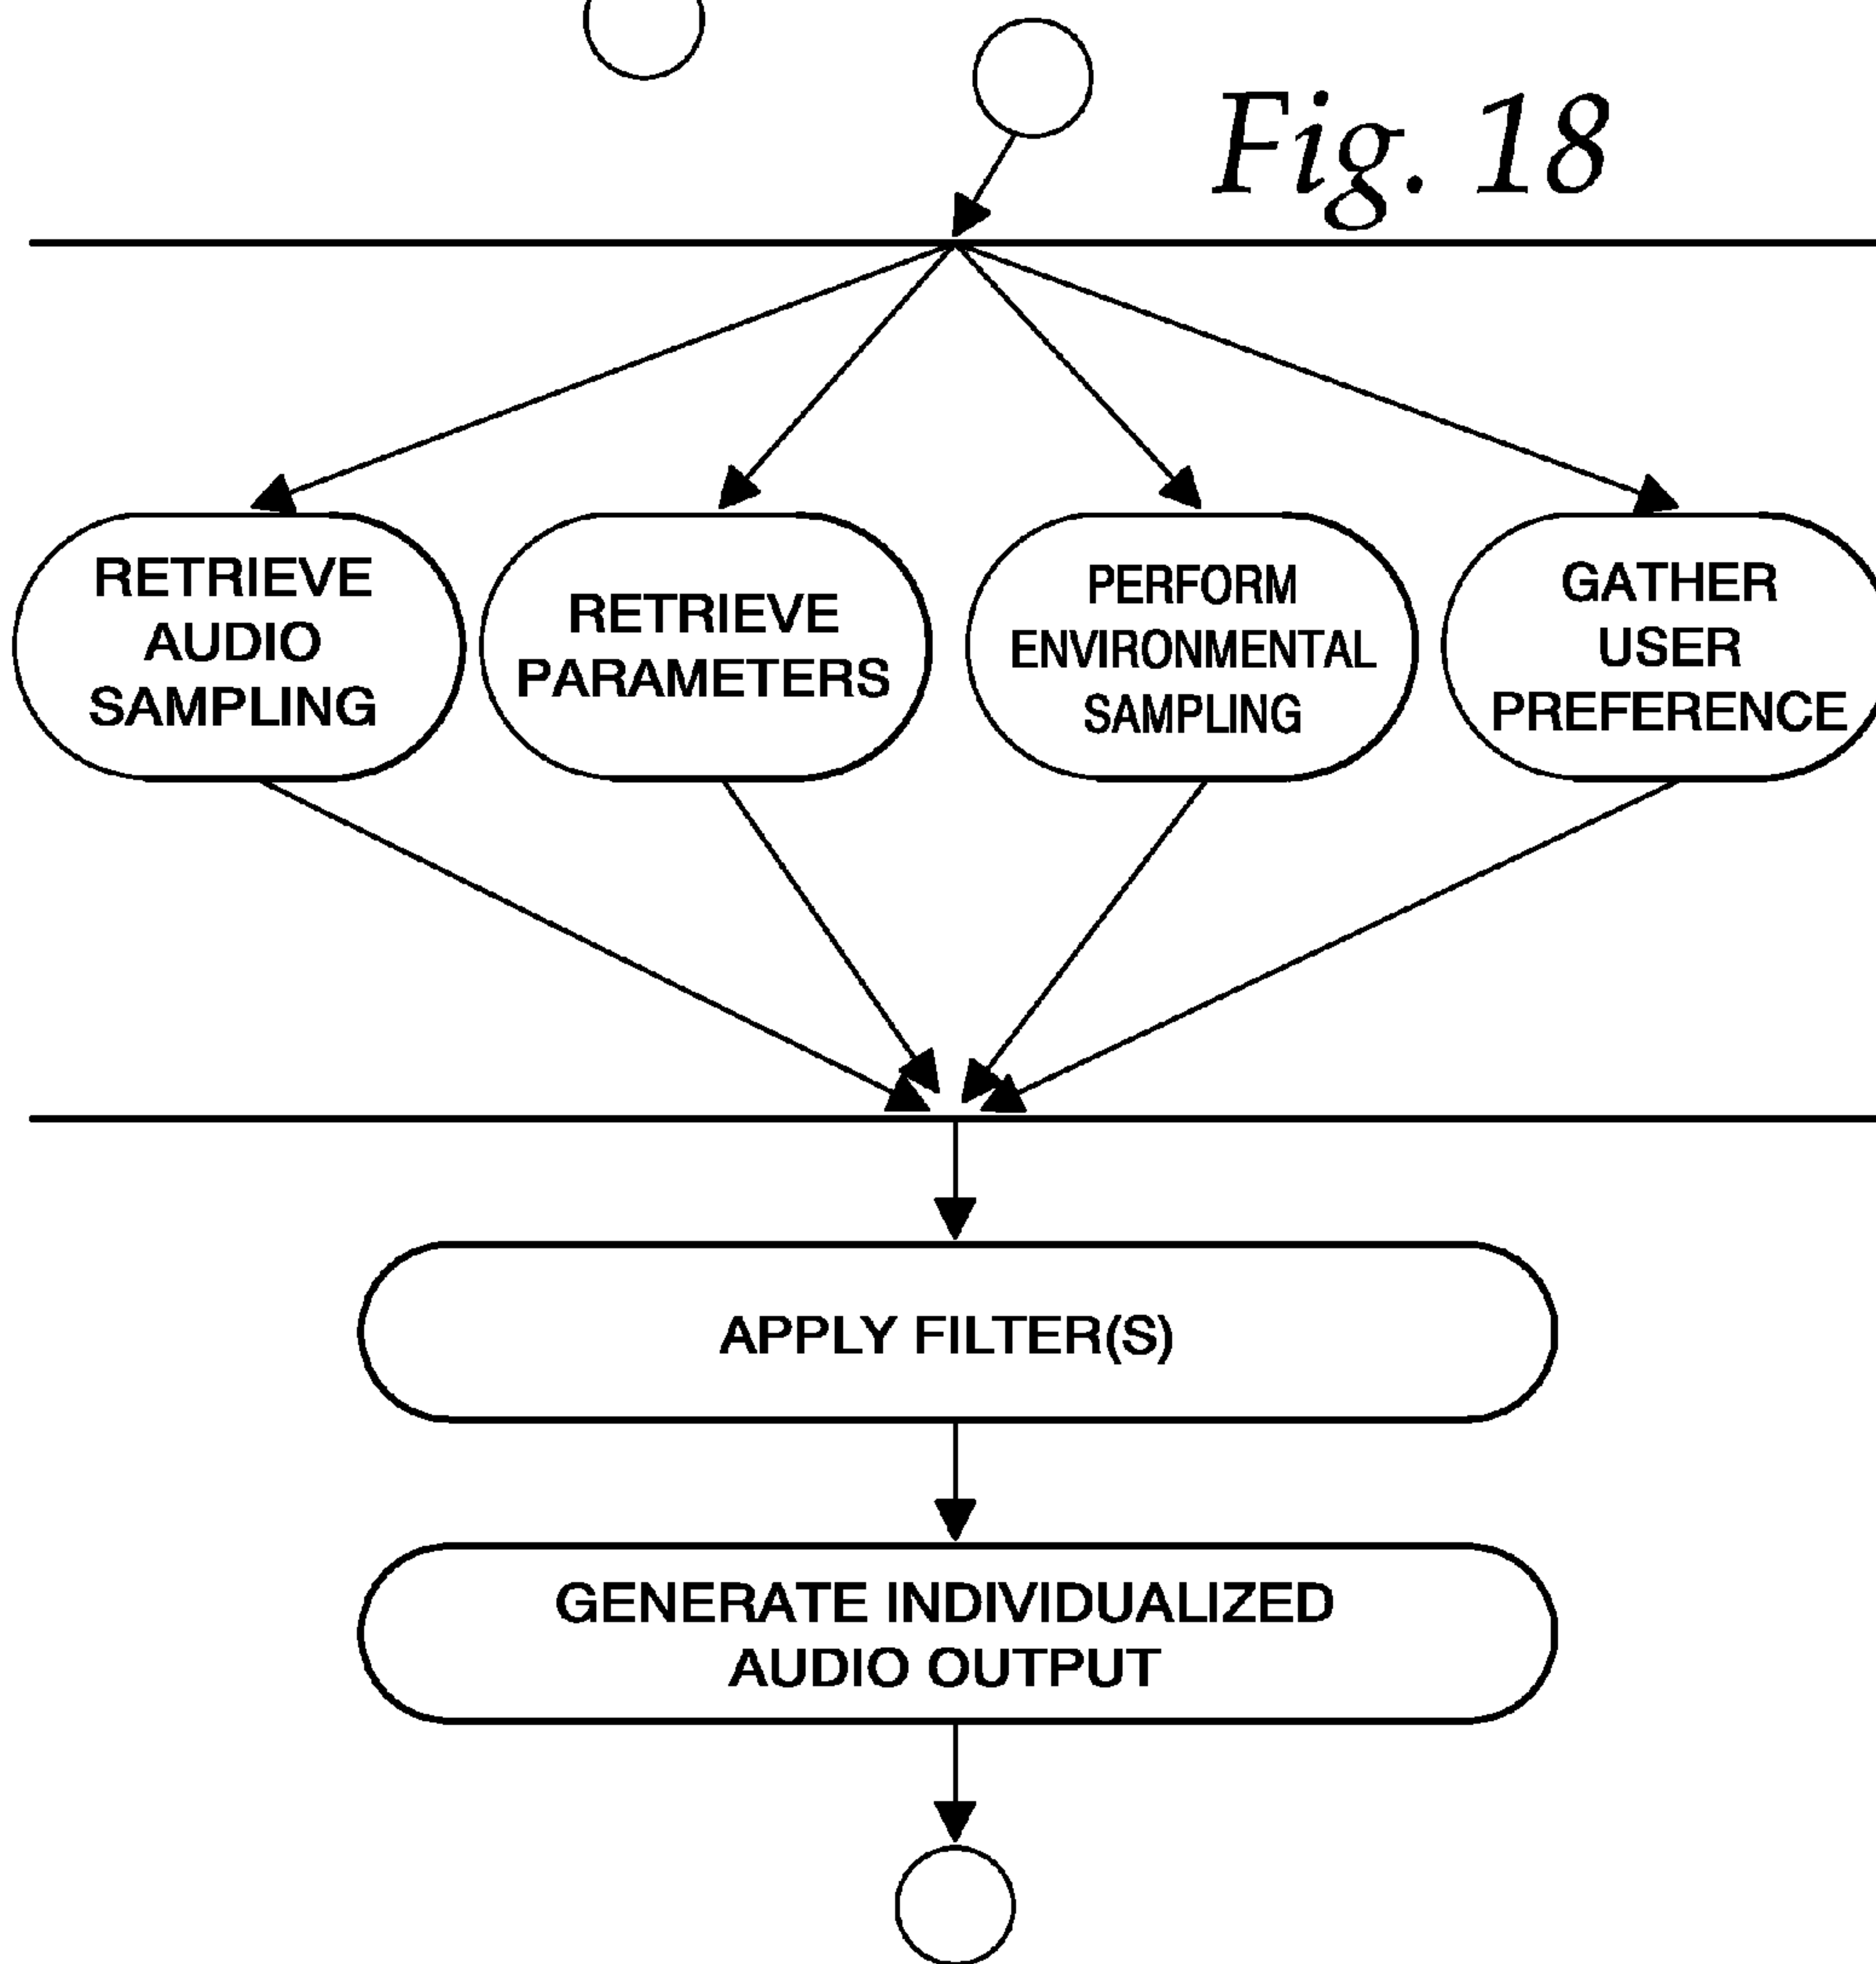 Fig. 18
RETRIEVE
AUDIO
SAMPLING
RETRIEVE
PARAMETERS
PERFORM
ENVIRONMENTAL
SAMPLING
GATHER
USER
PREFERENCE
APPLY FILTER(S)
GENERATE INDIVIDUALIZED
AUDIO OUTPUT